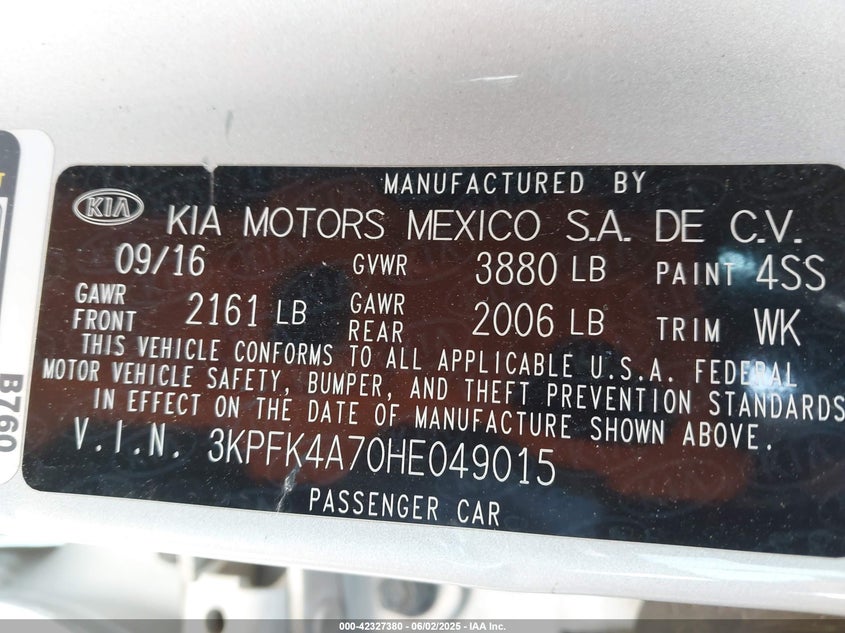 MANUFACTURED BY
KIA KIA MOTORS MEXICO S.A. DE C.V.
09/16 GVWR 3880 LB PAINT 4SS
GAWR FRONT 2161 LB GAWR REAR 2006 LB TRIM WK
THIS VEHICLE CONFORMS TO ALL APPLICABLE U.S.A. FEDERAL
MOTOR VEHICLE SAFETY, BUMPER, AND THEFT PREVENTION STANDARDS
IN EFFECT ON THE DATE OF MANUFACTURE SHOWN ABOVE.
V.I.N. 3KPFK4A70HE049015
PASSENGER CAR
B760
000-42327380 - 06/02/2025 - IAA Inc.